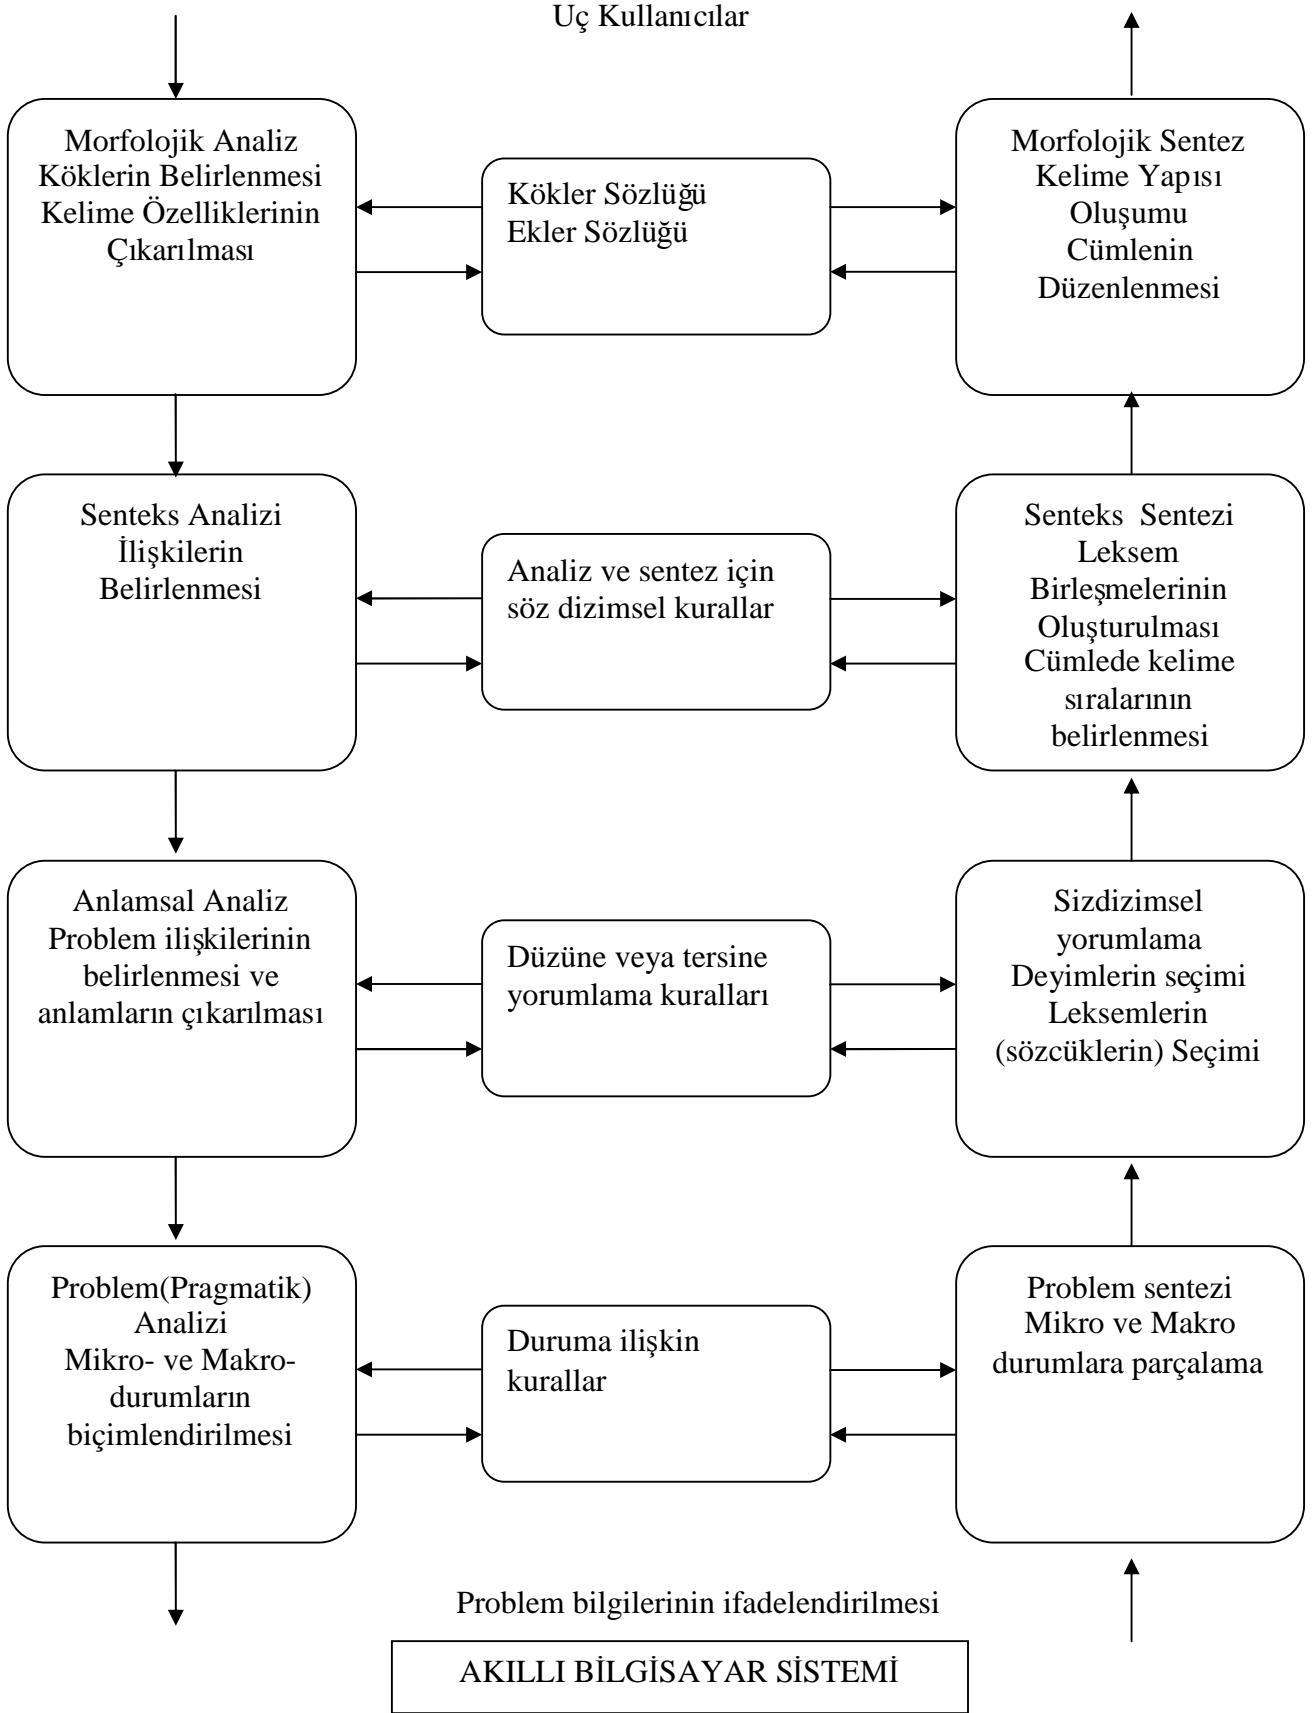 Uç Kullanıcılar
Morfolojik Analiz
Köklerin Belirlenmesi
Kelime Özelliklerinin
Çıkarılması
Kökler Sözlüğü
Ekler Sözlüğü
Morfolojik Sentez
Kelime Yapısı
Oluşumu
Cümlenin
Düzenlenmesi
Senteks Analizi
İlişkilerin
Belirlenmesi
Analiz ve sentez için
söz dizimsel kurallar
Senteks  Sentezi
Leksem
Birleşmelerinin
Oluşturulması
Cümlede kelime
sıralarının
belirlenmesi
Anlamsal Analiz
Problem ilişkilerinin
belirlenmesi ve
anlamların çıkarılması
Düzüne veya tersine
yorumlama kuralları
Sizdizimsel
yorumlama
Deyimlerin seçimi
Leksemlerin
(sözcüklerin) Seçimi
Problem(Pragmatik)
Analizi
Mikro- ve Makro-
durumların
biçimlendirilmesi
Duruma ilişkin
kurallar
Problem sentezi
Mikro ve Makro
durumlara parçalama
Problem bilgilerinin ifadelendirilmesi
AKILLI BİLGİSAYAR SİSTEMİ